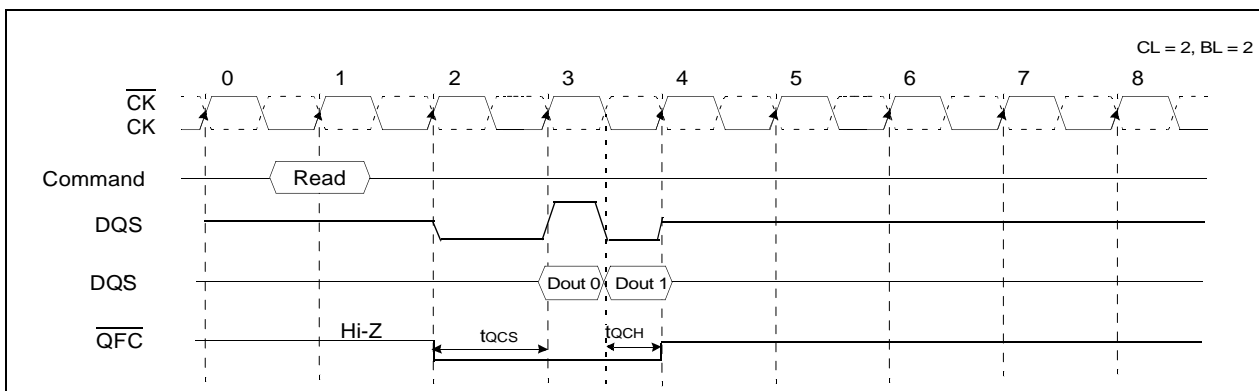 CL = 2, BL = 2
0 1 2 3 4 5 6 7 8
CK
CK
Command Read
DQS
DQS Dout 0 Dout 1
QFC Hi-Z tQCS tQCH